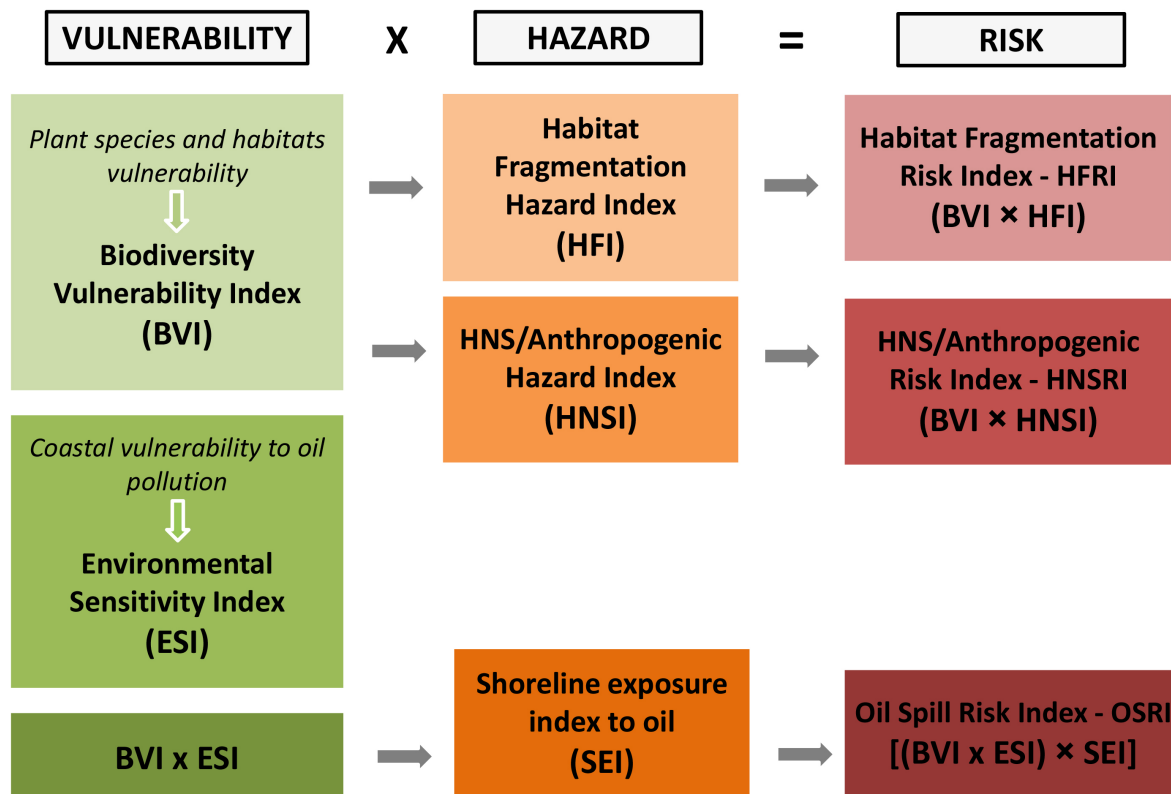 VULNERABILITY X HAZARD = RISK
Plant species and habitats
vulnerability
Biodiversity
Vulnerability Index
(BVI)
Habitat
Fragmentation
Hazard Index
(HFI)
Habitat Fragmentation
Risk Index - HFRI
(BVI × HFI)
HNS/Anthropogenic
Hazard Index
(HNSI)
HNS/Anthropogenic
Risk Index - HNSRI
(BVI × HNSI)
Coastal vulnerability to oil
pollution
Environmental
Sensitivity Index
(ESI)
BVI x ESI
Shoreline exposure
index to oil
(SEI)
Oil Spill Risk Index - OSRI
[(BVI x ESI) × SEI]